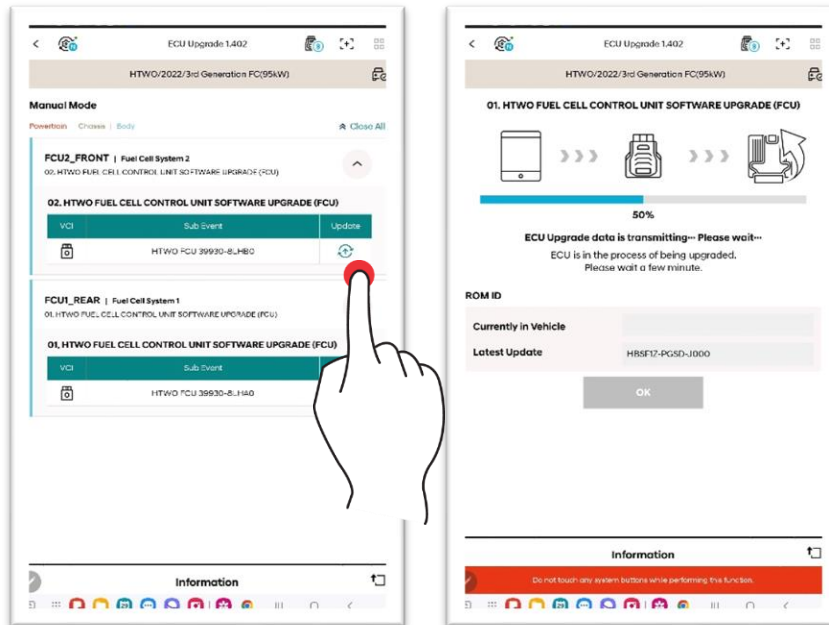 ECU Upgrade 1.402
HTWO/2022/3rd Generation FC(95kW)
Manual Mode
Powertrain Chassis | Body
Close All
FCU2_FRONT | Fuel Cell System 2
02. HTWO FUEL CELL CONTROL UNIT SOFTWARE UPGRADE (FCU)
02. HTWO FUEL CELL CONTROL UNIT SOFTWARE UPGRADE (FCU)
VCI Sub Event Update
HTWO FCU 39930-8LHB0
FCU1_REAR | Fuel Cell System 1
01. HTWO FUEL CELL CONTROL UNIT SOFTWARE UPGRADE (FCU)
01. HTWO FUEL CELL CONTROL UNIT SOFTWARE UPGRADE (FCU)
VCI Sub Event
HTWO FCU 39930-8LHA0
Information
ECU Upgrade 1.402
HTWO/2022/3rd Generation FC(95kW)
01. HTWO FUEL CELL CONTROL UNIT SOFTWARE UPGRADE (FCU)
50%
ECU Upgrade data is transmitting... Please wait...
ECU is in the process of being upgraded.
Please wait a few minute.
ROM ID
Currently in Vehicle
Latest Update HBSF1Z-PGSD-J000
OK
Information
Do not touch any system buttons while performing this function.